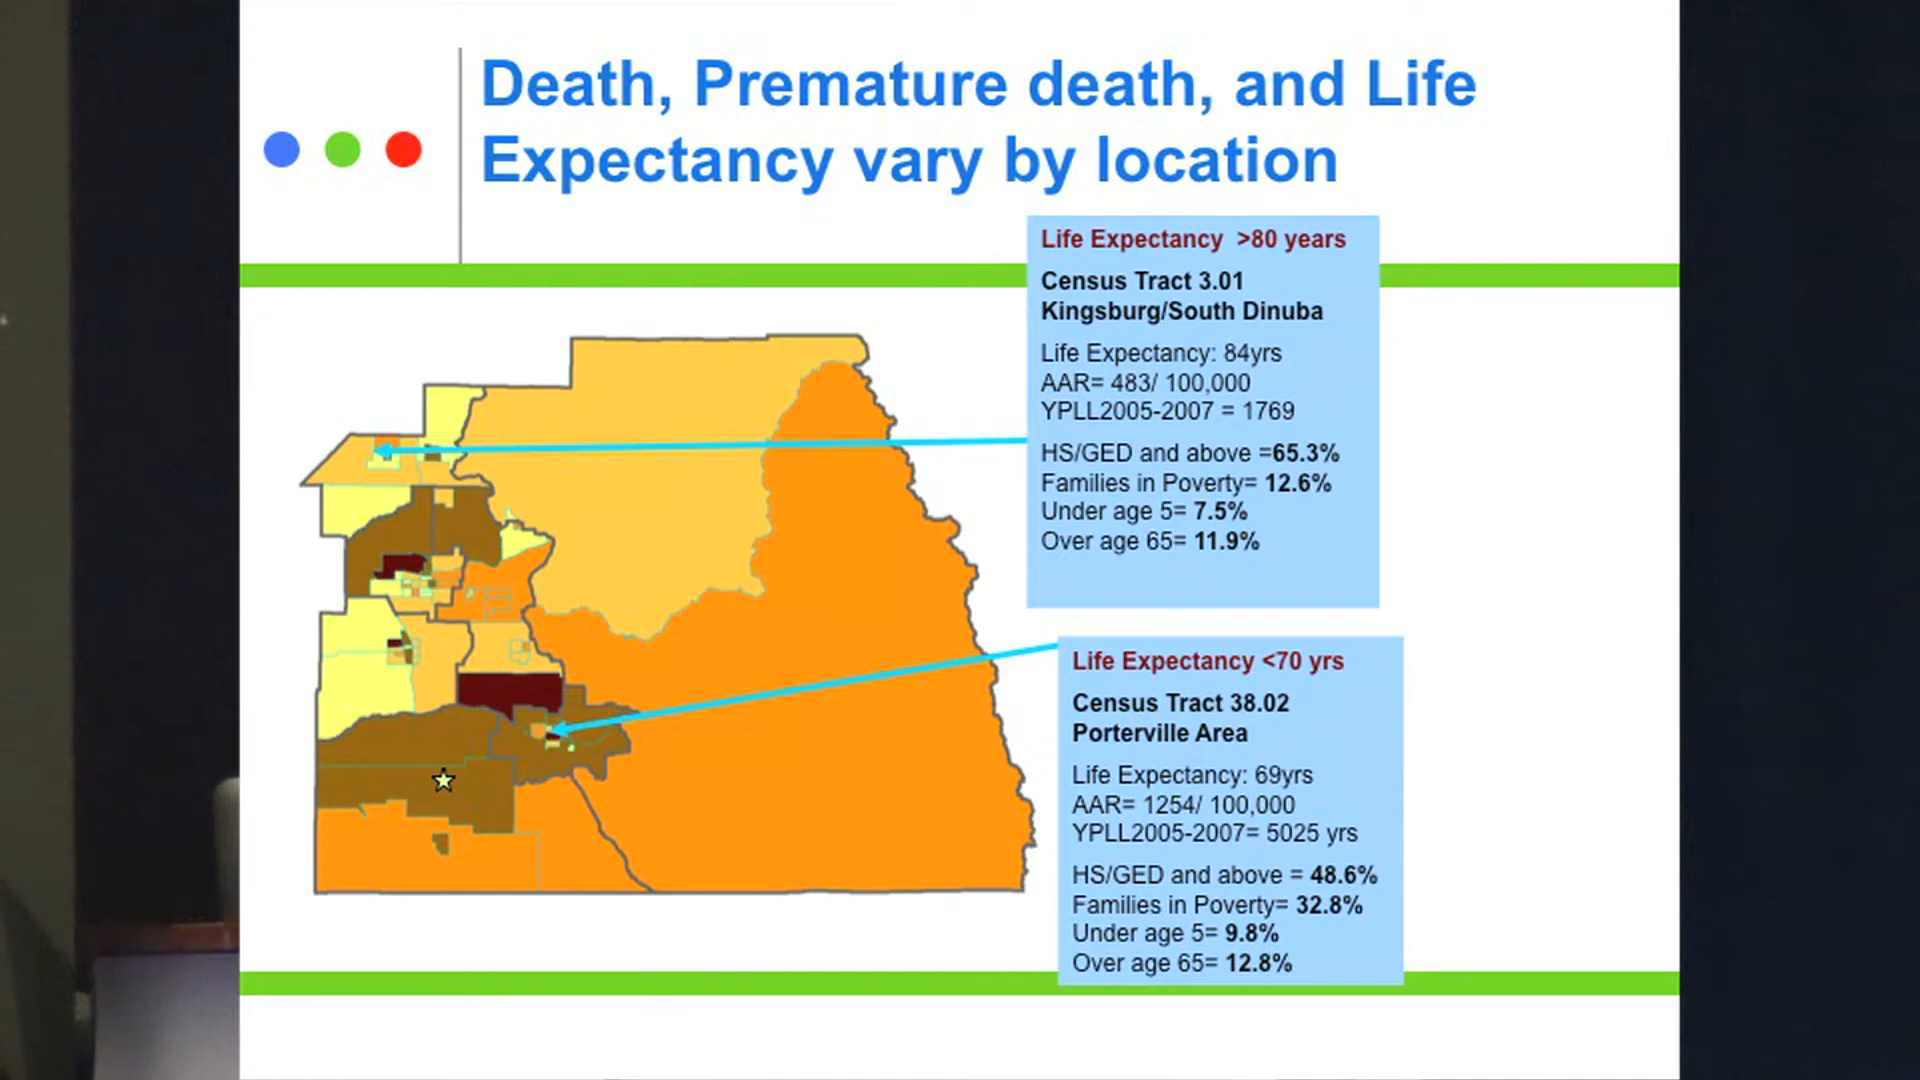 Death, Premature death, and Life
Expectancy vary by location
Life Expectancy  >80 years
Census Tract 3.01
Kingsburg/South Dinuba
Life Expectancy: 84yrs
AAR= 483/ 100,000
YPLL2005-2007 = 1769
HS/GED and above =65.3%
Families in Poverty= 12.6%
Under age 5= 7.5%
Over age 65= 11.9%
Life Expectancy <70 yrs
Census Tract 38.02
Porterville Area
Life Expectancy: 69yrs
AAR= 1254/ 100,000
YPLL2005-2007= 5025 yrs
HS/GED and above = 48.6%
Families in Poverty= 32.8%
Under age 5= 9.8%
Over age 65= 12.8%